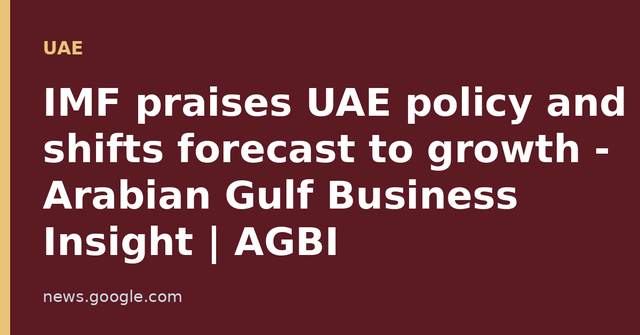 UAE
IMF praises UAE policy and
shifts forecast to growth -
Arabian Gulf Business
Insight | AGBI
news.google.com